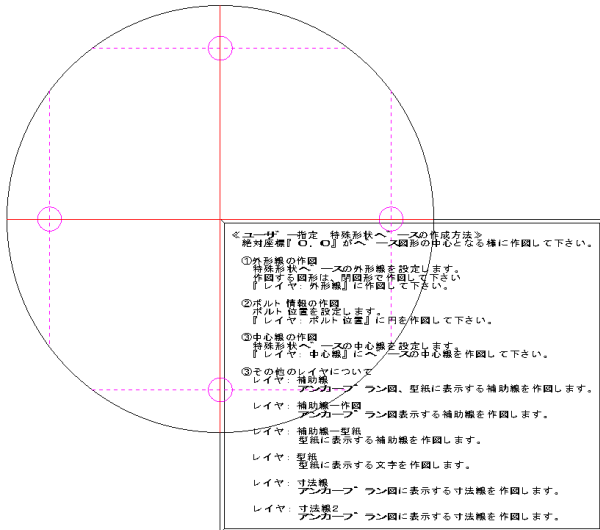 ≪ユーザー指定 特殊形状ベースの作成方法≫
絶対座標『０，０』がベース図形の中心となる様に作図して下さい。
①外形線の作図
特殊形状ベースの外形線を設定します。
作図する図形は、閉図形で作図して下さい
『レイヤ：外形線』に作図して下さい。
②ボルト情報の作図
ボルト位置を設定します。
『レイヤ：ボルト位置』に円を作図して下さい。
③中心線の作図
特殊形状ベースの中心線を設定します。
『レイヤ：中心線』にベースの中心線を作図して下さい。
③その他のレイヤについて
レイヤ：補助線
アンカープラン図、型紙に表示する補助線を作図します。
レイヤ：補助線－作図
アンカープラン図表示する補助線を作図します。
レイヤ：補助線－型紙
型紙に表示する補助線を作図します。
レイヤ：型紙
型紙に表示する文字を作図します。
レイヤ：寸法線
アンカープラン図に表示する寸法線を作図します。
レイヤ：寸法線2
アンカープラン図に表示する寸法線を作図します。